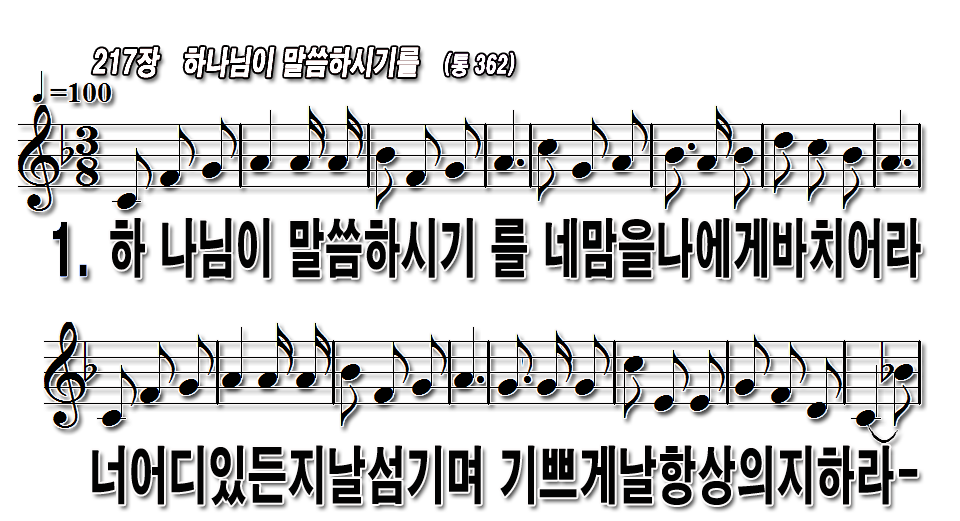 217장 하나님이 말씀하시기를 (통 362)
♩=100
3
8
1. 하 나님이 말씀하시기 를 네맘을나에게바치어라
너어디있든지날섬기며 기쁘게날항상의지하라-